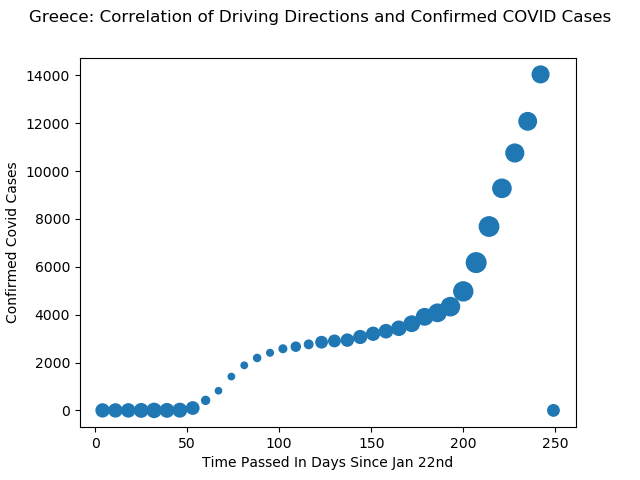 Greece: Correlation of Driving Directions and Confirmed COVID Cases
14000
12000
10000
8000
6000
4000
2000
0
Confirmed Covid Cases
0 50 100 150 200 250
Time Passed In Days Since Jan 22nd